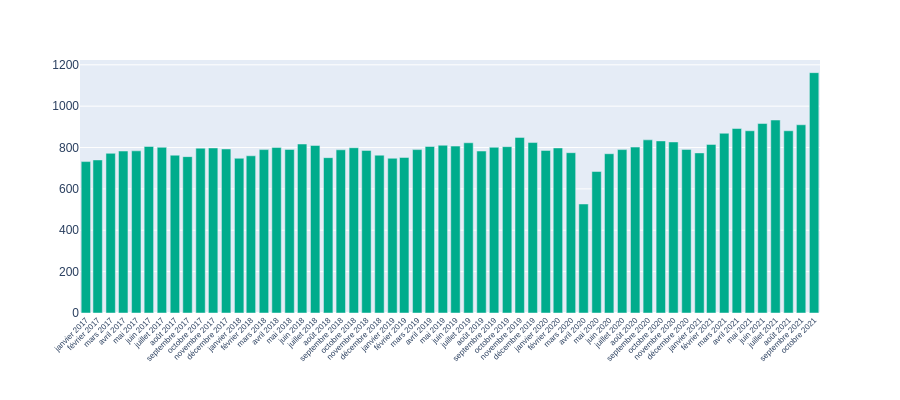 1200
1000
800
600
400
200
0
janvier 2017
février 2017
mars 2017
avril 2017
mai 2017
juin 2017
juillet 2017
août 2017
septembre 2017
octobre 2017
novembre 2017
décembre 2017
janvier 2018
février 2018
mars 2018
avril 2018
mai 2018
juin 2018
juillet 2018
août 2018
septembre 2018
octobre 2018
novembre 2018
décembre 2018
janvier 2019
février 2019
mars 2019
avril 2019
mai 2019
juin 2019
juillet 2019
août 2019
septembre 2019
octobre 2019
novembre 2019
décembre 2019
janvier 2020
février 2020
mars 2020
mai 2020
juin 2020
juillet 2020
août 2020
septembre 2020
octobre 2020
novembre 2020
décembre 2020
janvier 2021
février 2021
mars 2021
avril 2021
mai 2021
juin 2021
juillet 2021
août 2021
septembre 2021
octobre 2021